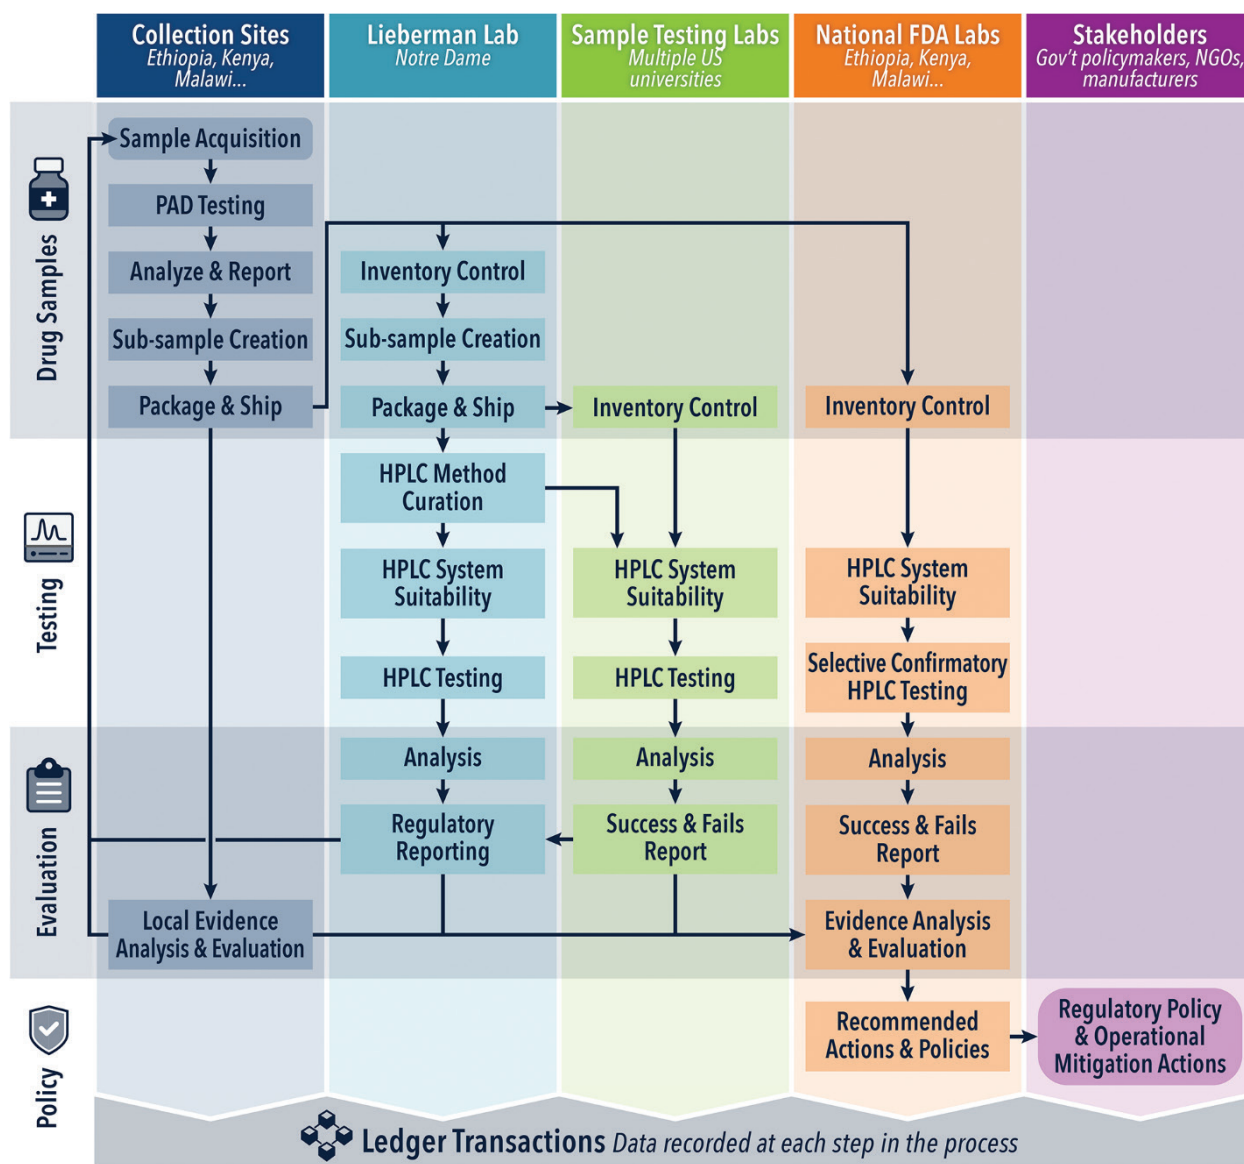 Collection Sites
Ethiopia, Kenya,
Malawi...
Lieberman Lab
Notre Dame
Sample Testing Labs
Multiple US
universities
National FDA Labs
Ethiopia, Kenya,
Malawi...
Stakeholders
Gov't policymakers, NGOs,
manufacturers
Drug Samples
Sample Acquisition
PAD Testing
Analyze & Report
Sub-sample Creation
Package & Ship
Inventory Control
Sub-sample Creation
Package & Ship
Inventory Control
Inventory Control
Testing
HPLC Method
Curation
HPLC System
Suitability
HPLC Testing
HPLC System
Suitability
HPLC Testing
HPLC System
Suitability
Selective Confirmatory
HPLC Testing
Evaluation
Local Evidence
Analysis & Evaluation
Analysis
Regulatory
Reporting
Analysis
Success & Fails
Report
Analysis
Success & Fails
Report
Evidence Analysis
& Evaluation
Policy
Recommended
Actions & Policies
Regulatory Policy
& Operational
Mitigation Actions
Ledger Transactions Data recorded at each step in the process